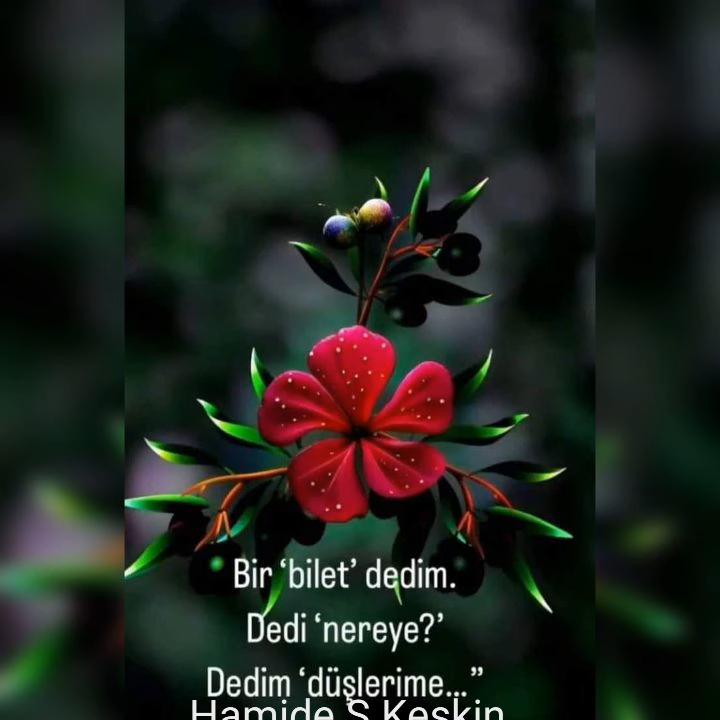 Bir ‘bilet’ dedim.
Dedi ‘nereye?’
Dedim ‘düşlerime...”
Hamide S Keskin